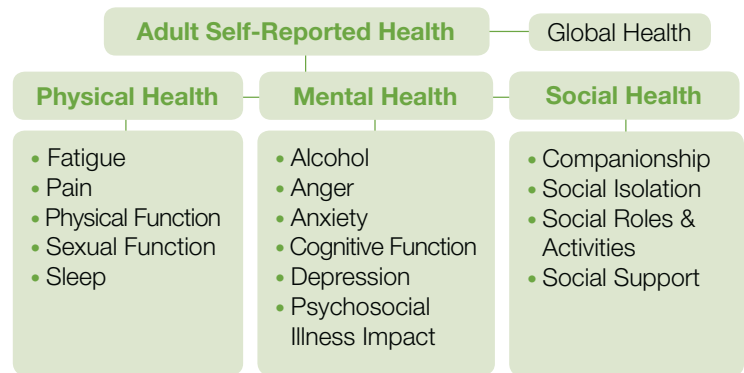 Adult Self-Reported Health
Global Health
Physical Health
Mental Health
Social Health
• Fatigue
• Pain
• Physical Function
• Sexual Function
• Sleep
• Alcohol
• Anger
• Anxiety
• Cognitive Function
• Depression
• Psychosocial
Illness Impact
• Companionship
• Social Isolation
• Social Roles &
Activities
• Social Support